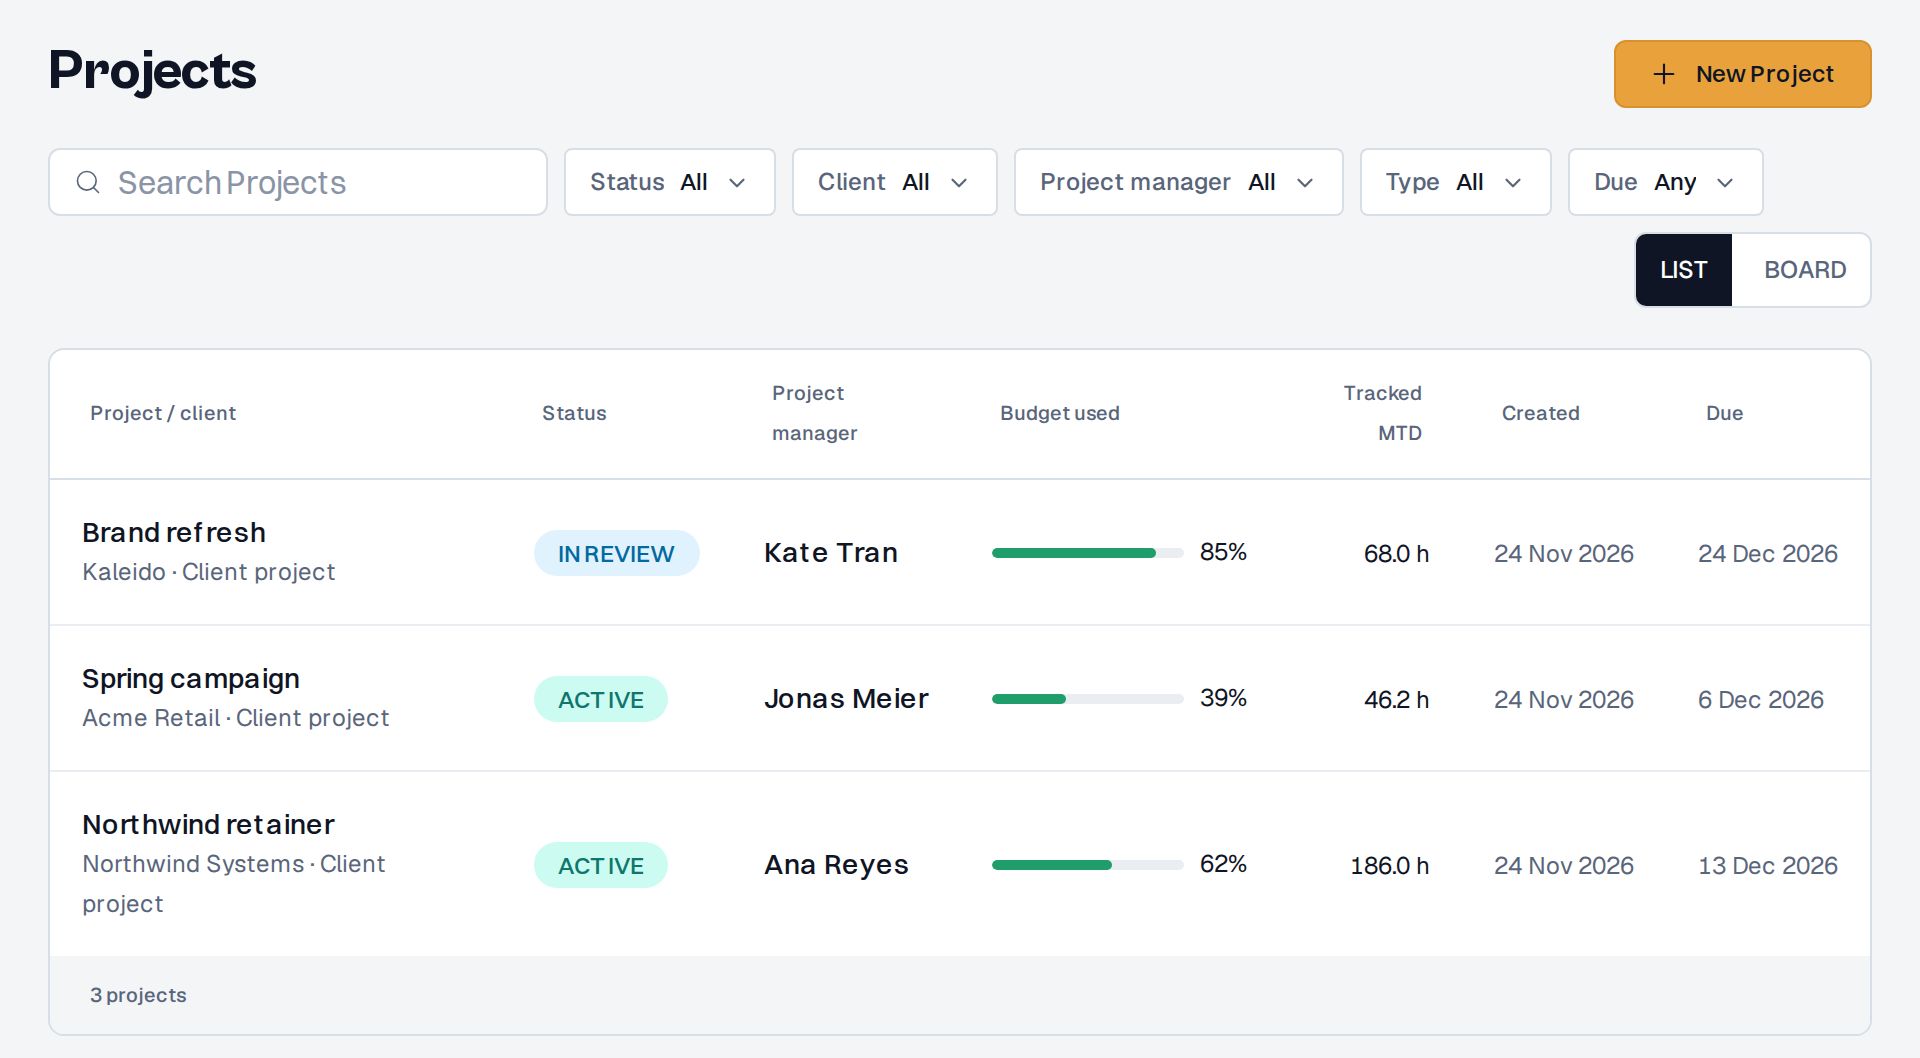 Projects
New Project
Search Projects
Status All
Client All
Project manager All
Type All
Due Any
LIST
BOARD
Project / client
Status
Project
manager
Budget used
Tracked
MTD
Created
Due
Brand refresh
Kaleido · Client project
IN REVIEW
Kate Tran
85%
68.0 h
24 Nov 2026
24 Dec 2026
Spring campaign
Acme Retail · Client project
ACTIVE
Jonas Meier
39%
46.2 h
24 Nov 2026
6 Dec 2026
Northwind retainer
Northwind Systems · Client
project
ACTIVE
Ana Reyes
62%
186.0 h
24 Nov 2026
13 Dec 2026
3 projects